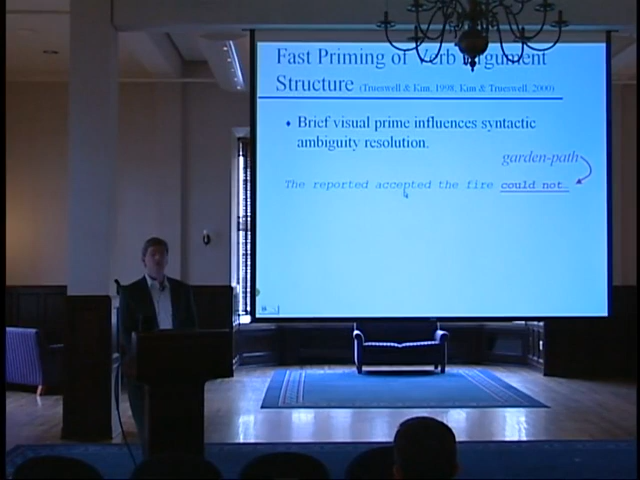 Fast Priming of Verb Argument
Structure (Trueswell & Kim, 1998, Kim & Trueswell, 2000)
♦ Brief visual prime influences syntactic
ambiguity resolution.
garden-path
The reported accepted the fire could not…